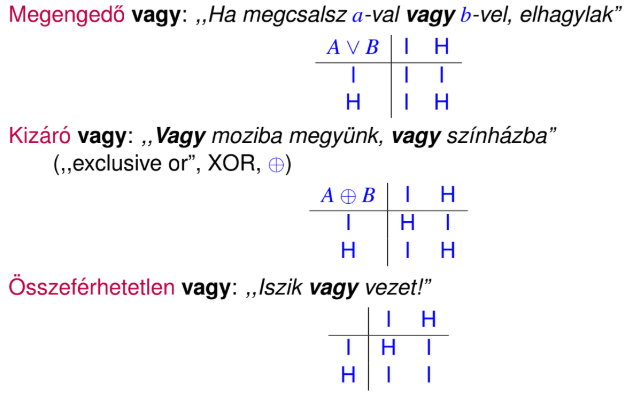 Megengedő vagy: ,,Ha megcsalsz a-val vagy b-vel, elhagylak”
A ∨ B I H
I I I
H I H
Kizáró vagy: ,,Vagy moziba megyünk, vagy színházba”
(,,exclusive or”, XOR, ⊕)
A ⊕ B I H
I H I
H I H
Összeférhetetlen vagy: ,,Iszik vagy vezet!”
I H
I H I
H I I